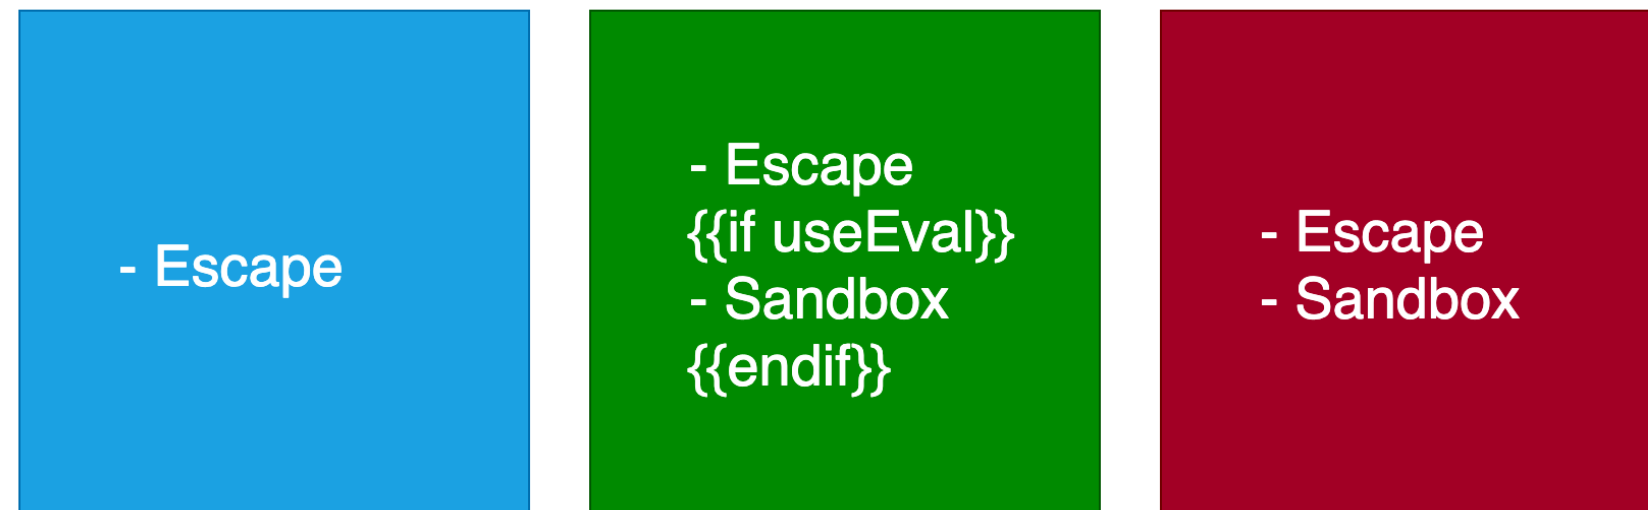 - Escape
- Escape
{{if useEval}}
- Sandbox
{{endif}}
- Escape
- Sandbox